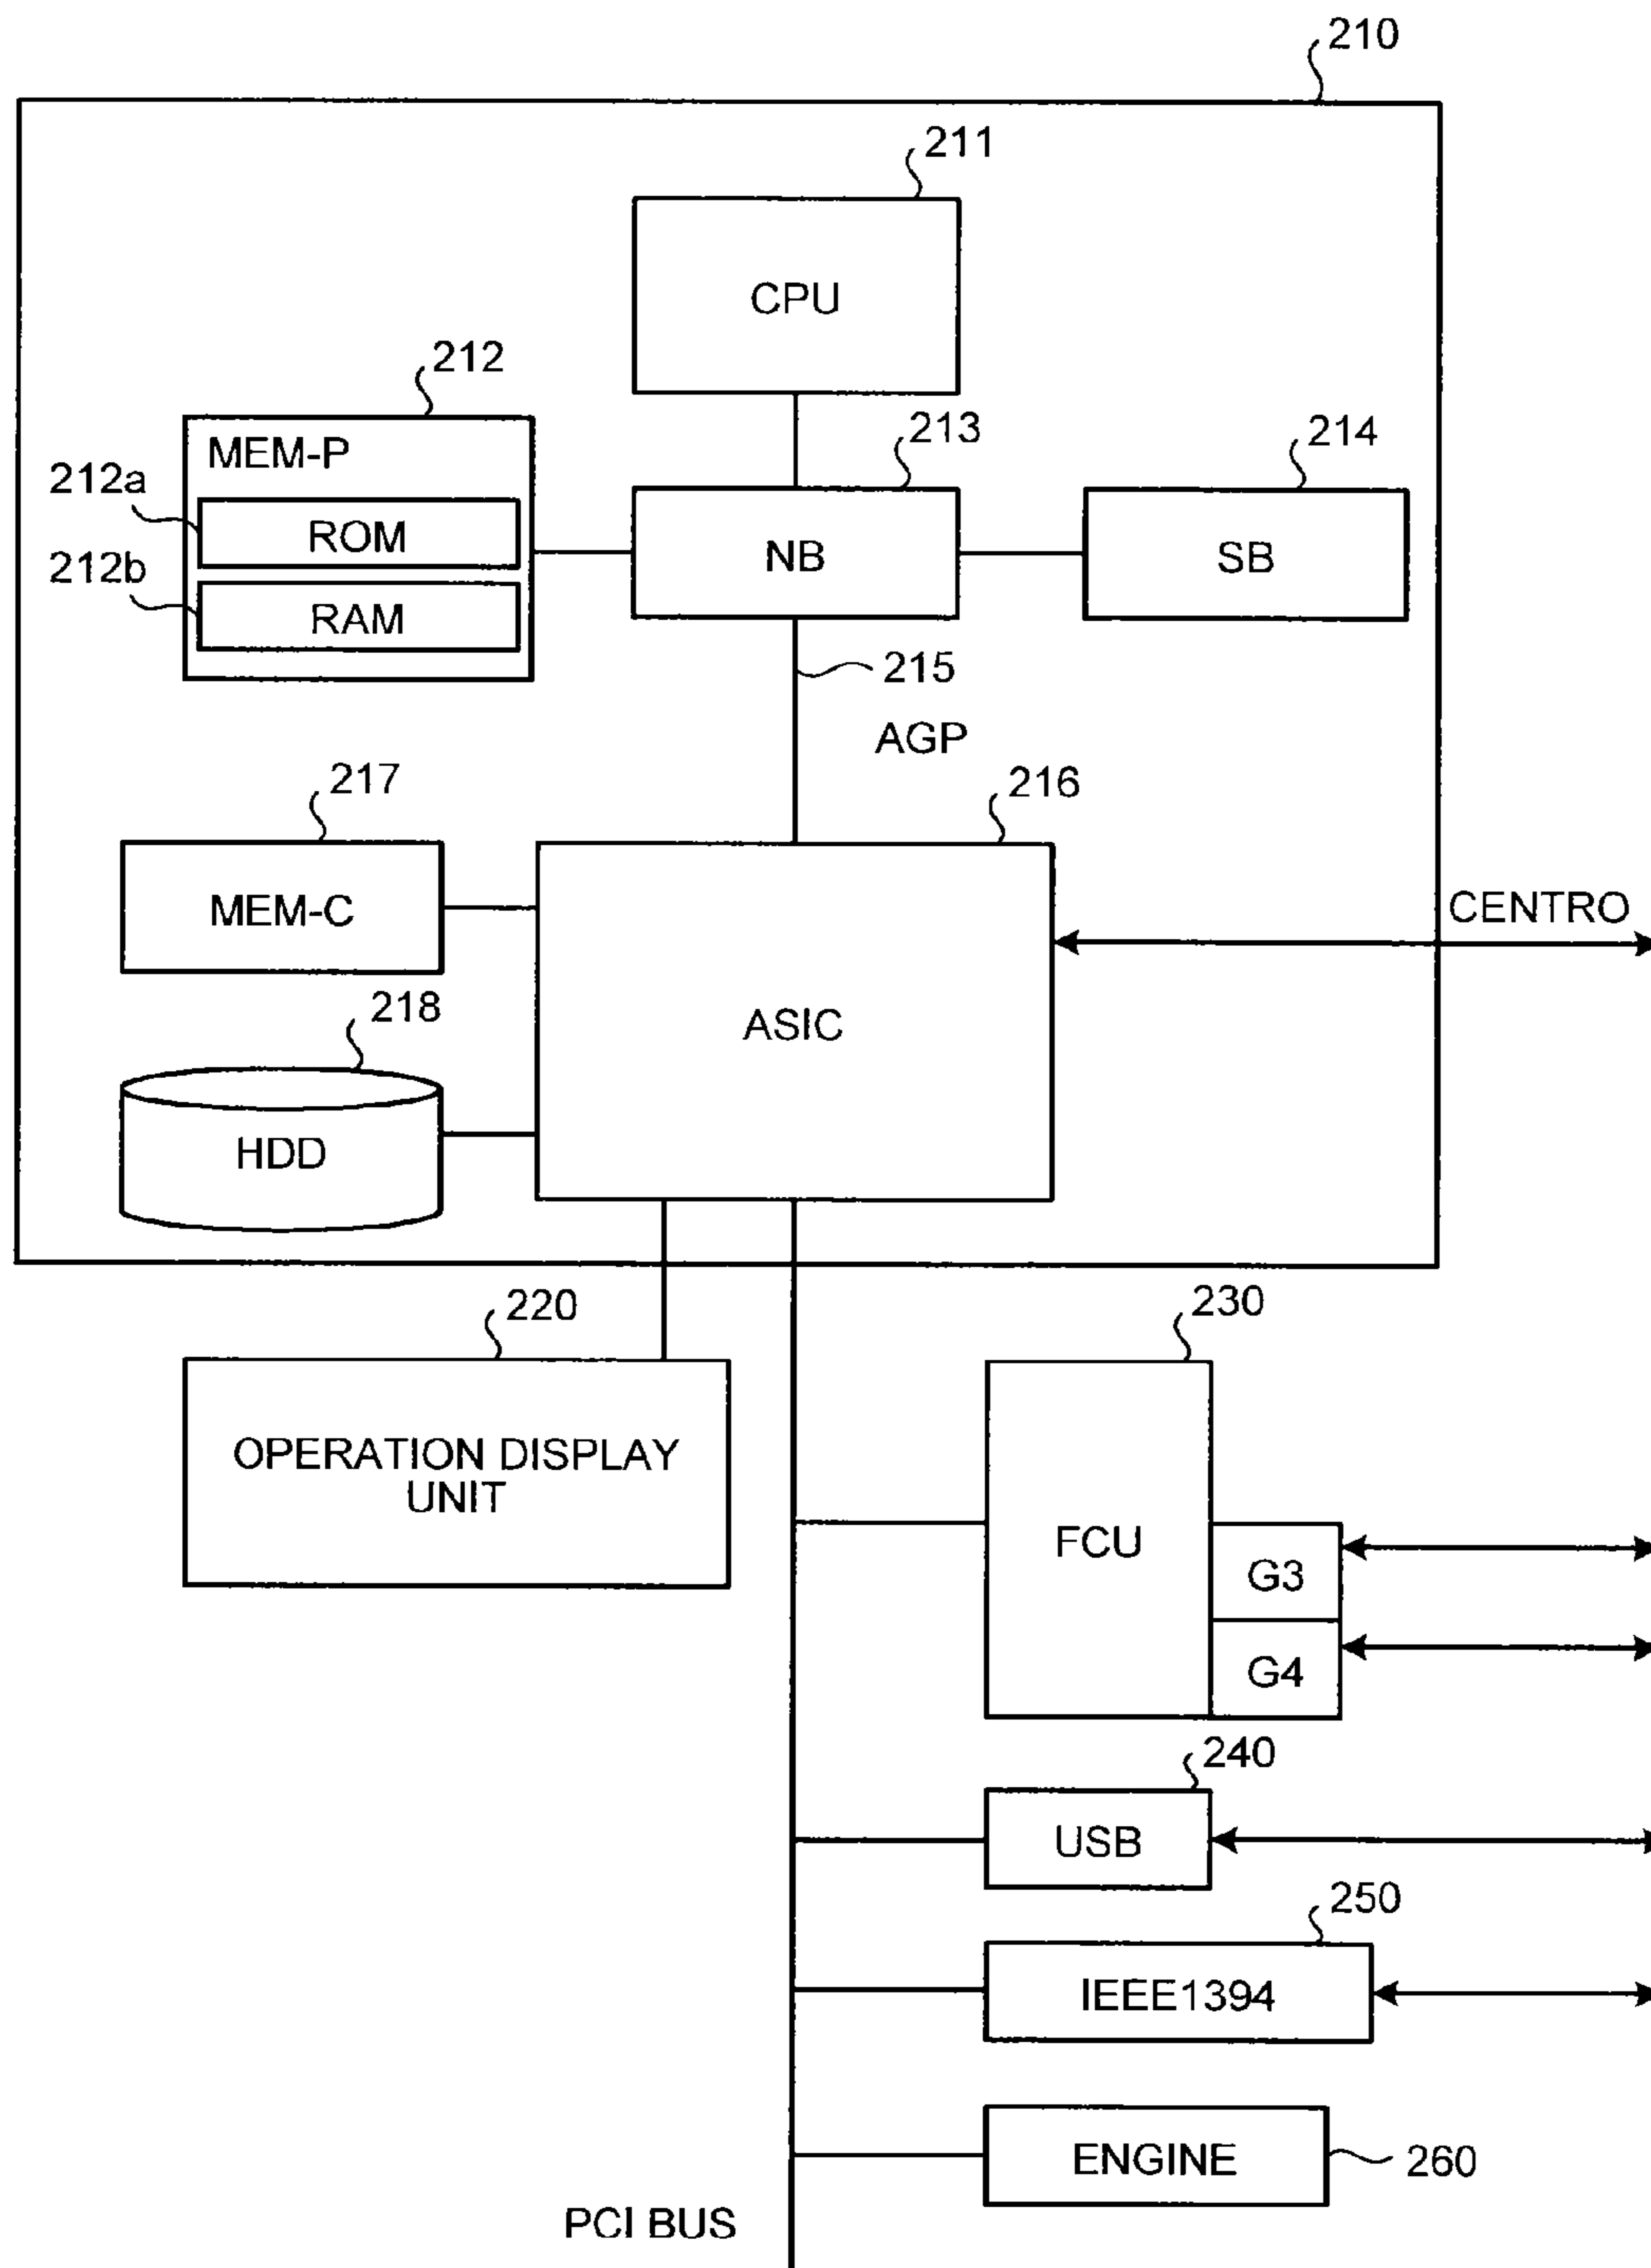 210
211
CPU
212
MEM-P
213
214
212a
ROM
NB
SB
212b
RAM
215
AGP
217
216
MEM-C
CENTRO
218
ASIC
HDD
220
230
OPERATION DISPLAY
UNIT
FCU
G3
G4
240
USB
250
IEEE1394
ENGINE
260
PCI BUS